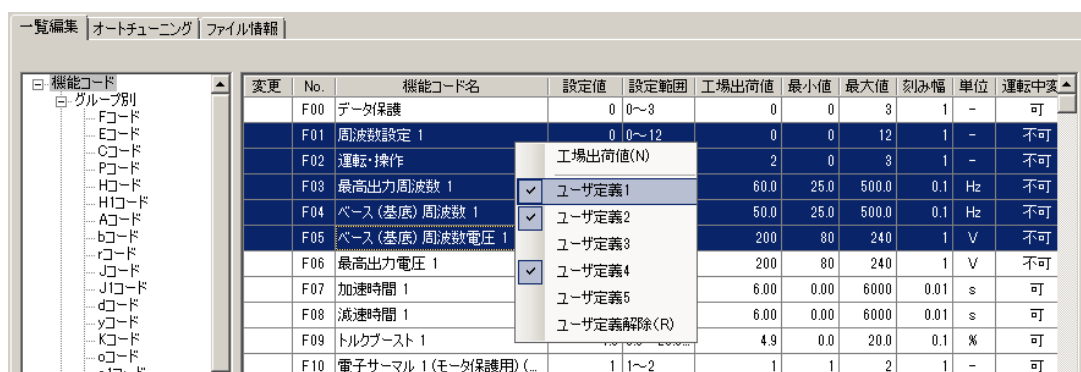 一覧編集 オートチューニング ファイル情報
機能コード
グループ別
Fコード
Eコード
Cコード
Pコード
Hコード
H1コード
Aコード
bコード
rコード
Jコード
J1コード
dコード
yコード
Kコード
oコード
変更 No. 機能コード名 設定値 設定範囲 工場出荷値 最小値 最大値 刻み幅 単位 運転中変
F00 データ保護 0 0～3 0 0 3 1 - 可
F01 周波数設定 1 0 0～12 0 0 12 1 - 不可
F02 運転・操作 2 0 3 1 - 不可
F03 最高出力周波数 1 60.0 25.0 500.0 0.1 Hz 不可
F04 ベース(基底)周波数 1 50.0 25.0 500.0 0.1 Hz 不可
F05 ベース(基底)周波数電圧 1 200 80 240 1 V 不可
F06 最高出力電圧 1 200 80 240 1 V 不可
F07 加速時間 1 6.00 0.00 6000 0.01 s 可
F08 減速時間 1 6.00 0.00 6000 0.01 s 可
F09 トルクブースト 1 4.9 0.0 20.0 0.1 % 可
F10 電子サーマル 1(モータ保護用)(... 1 1～2 1 1 2 1 - 可
工場出荷値(N)
ユーザ定義1
ユーザ定義2
ユーザ定義3
ユーザ定義4
ユーザ定義5
ユーザ定義解除(R)